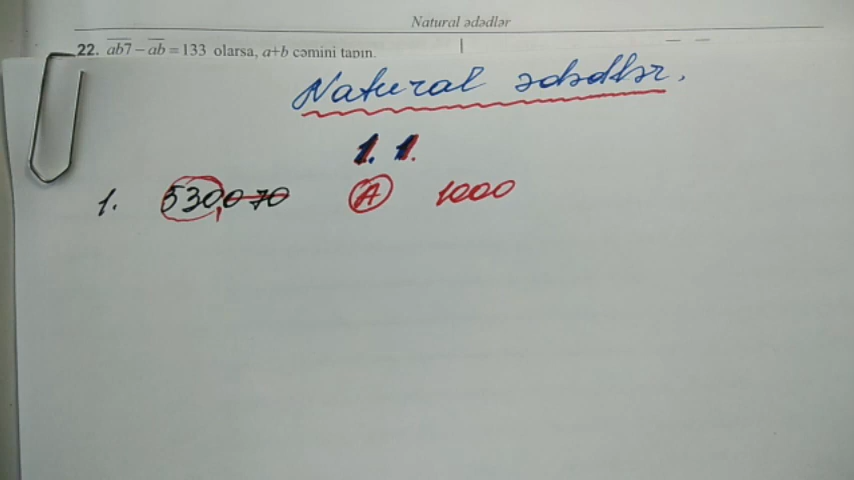 Natural ədədlər
22. ab7 – ab = 133 olarsa, a+b cəmini tapın.
Natural ədədlər.
1. 1.
1. 530,070 A 1000